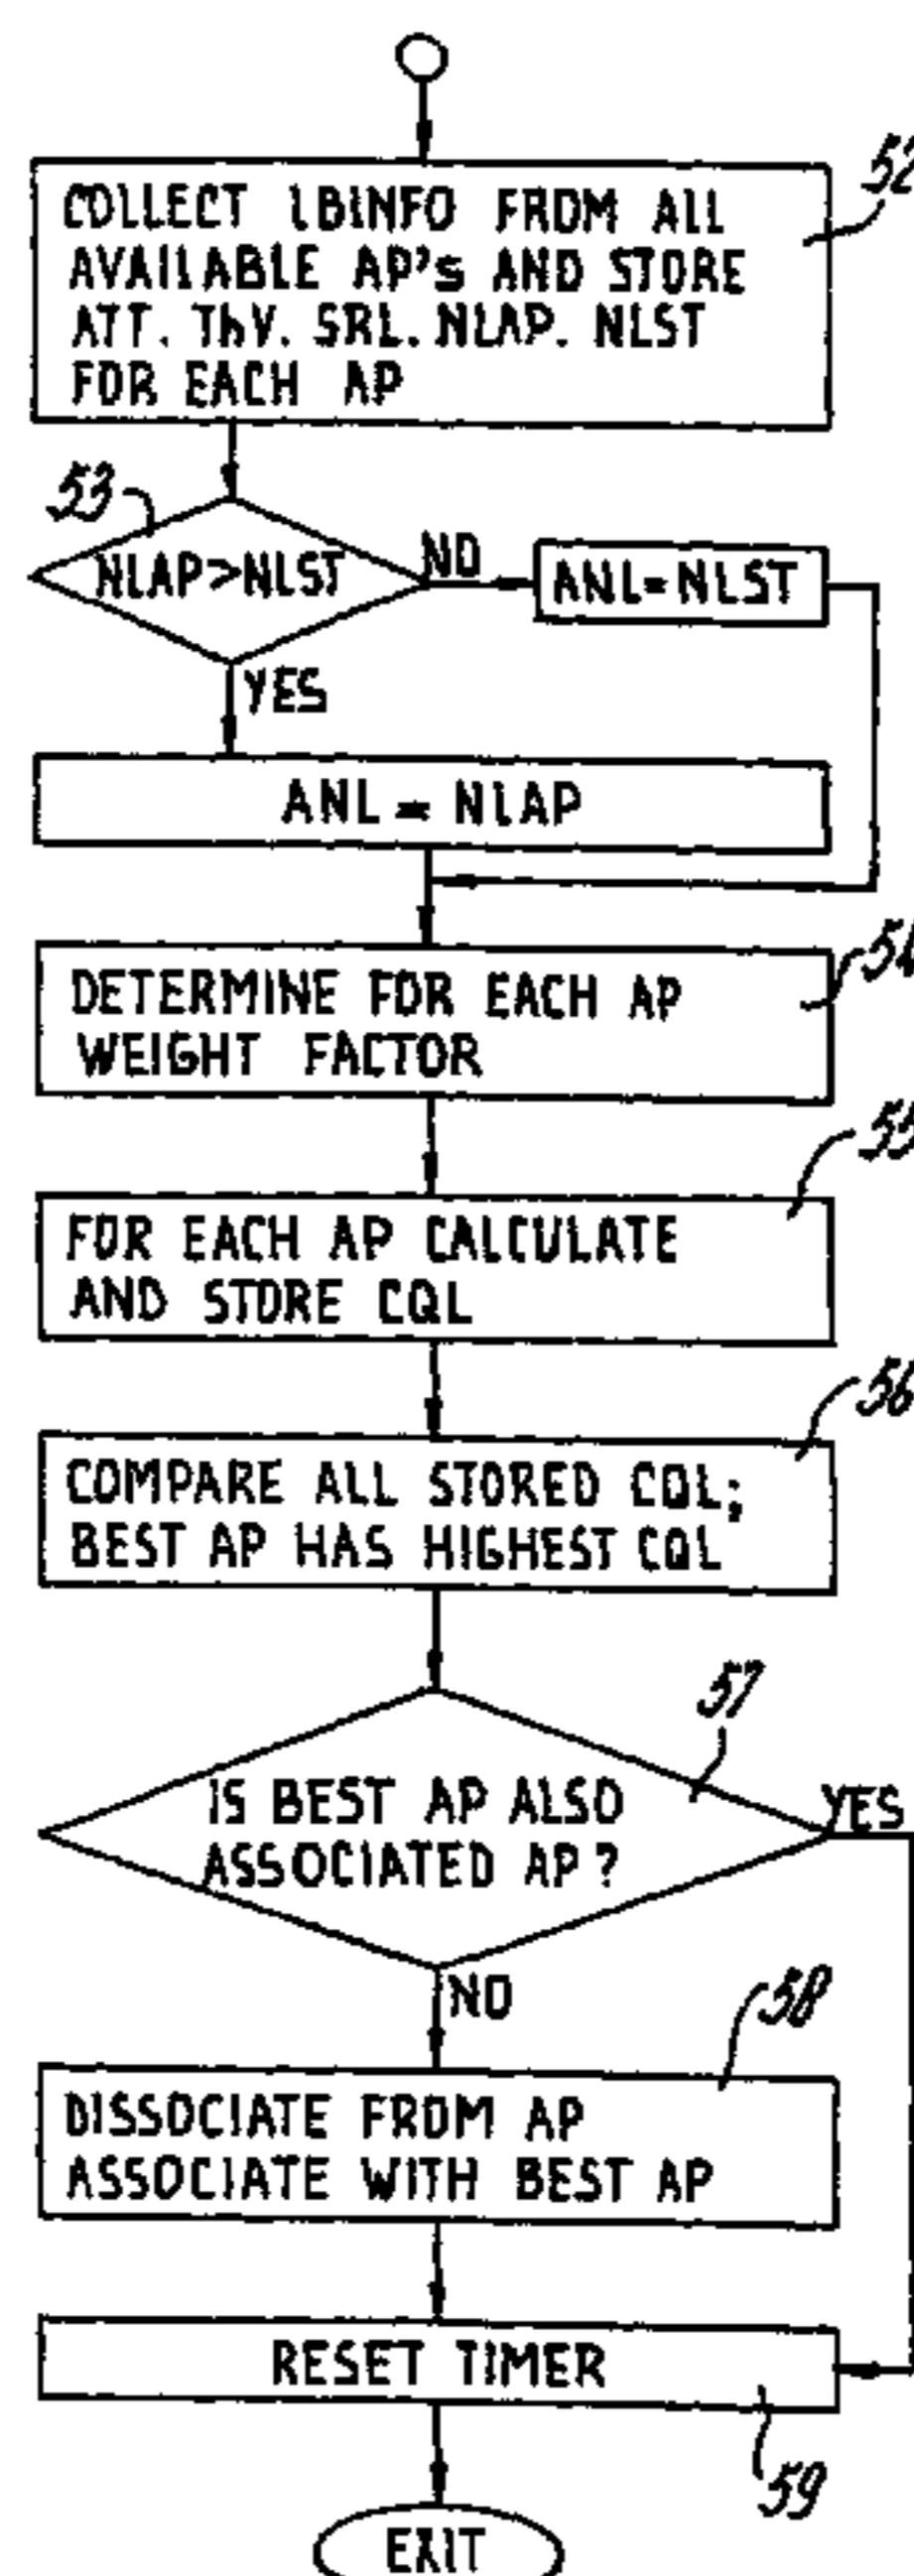 52
COLLECT LBINFO FROM ALL
AVAILABLE AP's AND STORE
ATT. ThV. SRL. NLAP. NLST
FOR EACH AP
53
NLAP>NLST
NO
ANL=NLST
YES
ANL = NLAP
54
DETERMINE FOR EACH AP
WEIGHT FACTOR
55
FOR EACH AP CALCULATE
AND STORE CQL
56
COMPARE ALL STORED CQL;
BEST AP HAS HIGHEST CQL
57
IS BEST AP ALSO
ASSOCIATED AP?
YES
NO
58
DISSOCIATE FROM AP
ASSOCIATE WITH BEST AP
RESET TIMER
59
EXIT